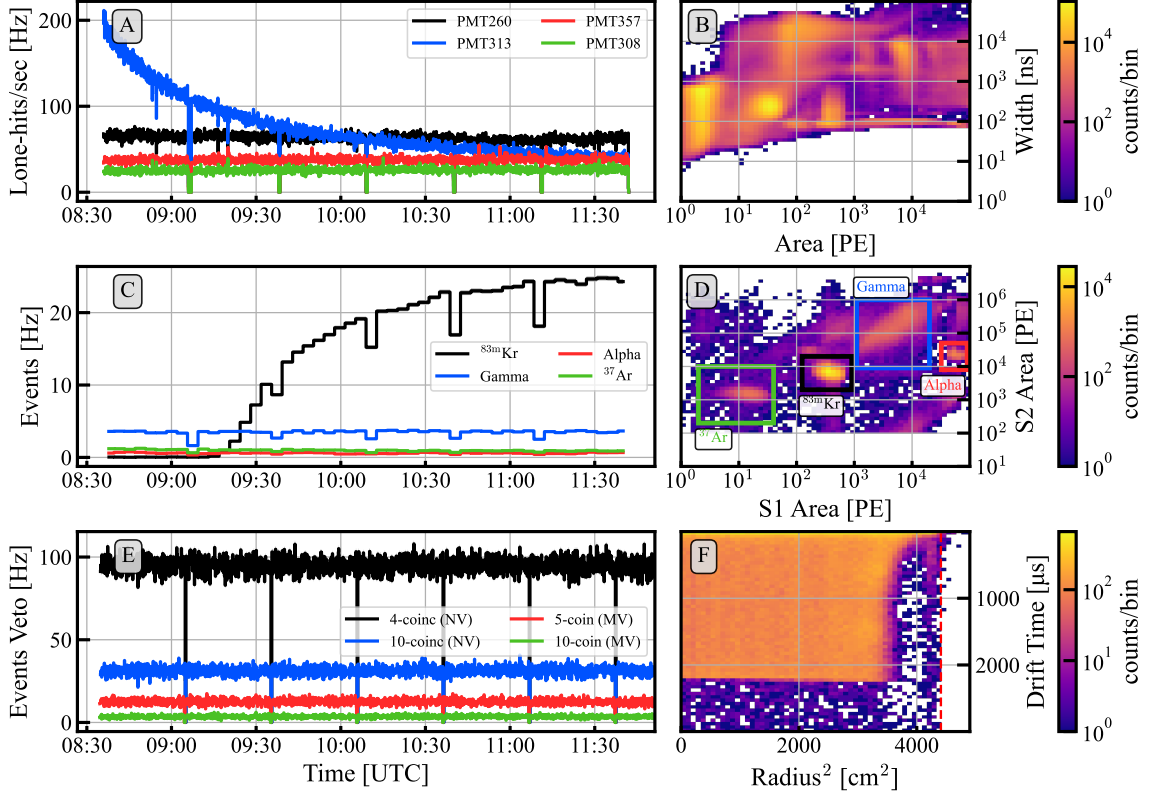 A
PMT260
PMT313
PMT357
PMT308
Lone-hits/sec [Hz]
200
100
0
08:30 09:00 09:30 10:00 10:30 11:00 11:30
B
10^4
10^3
10^2
10^1
10^0
Width [ns]
10^0 10^1 10^2 10^3 10^4
Area [PE]
10^4
10^2
10^0
counts/bin
C
^83mKr
Gamma
Alpha
^37Ar
Events [Hz]
20
10
0
08:30 09:00 09:30 10:00 10:30 11:00 11:30
D
Gamma
Alpha
^83mKr
^37Ar
10^6
10^5
10^4
10^3
10^2
10^1
S2 Area [PE]
10^0 10^1 10^2 10^3 10^4
S1 Area [PE]
10^4
10^2
10^0
counts/bin
E
4-coinc (NV)
10-coinc (NV)
5-coin (MV)
10-coin (MV)
Events Veto [Hz]
100
50
0
08:30 09:00 09:30 10:00 10:30 11:00 11:30
Time [UTC]
F
1000
2000
Drift Time [μs]
0 2000 4000
Radius^2 [cm^2]
10^2
10^1
10^0
counts/bin